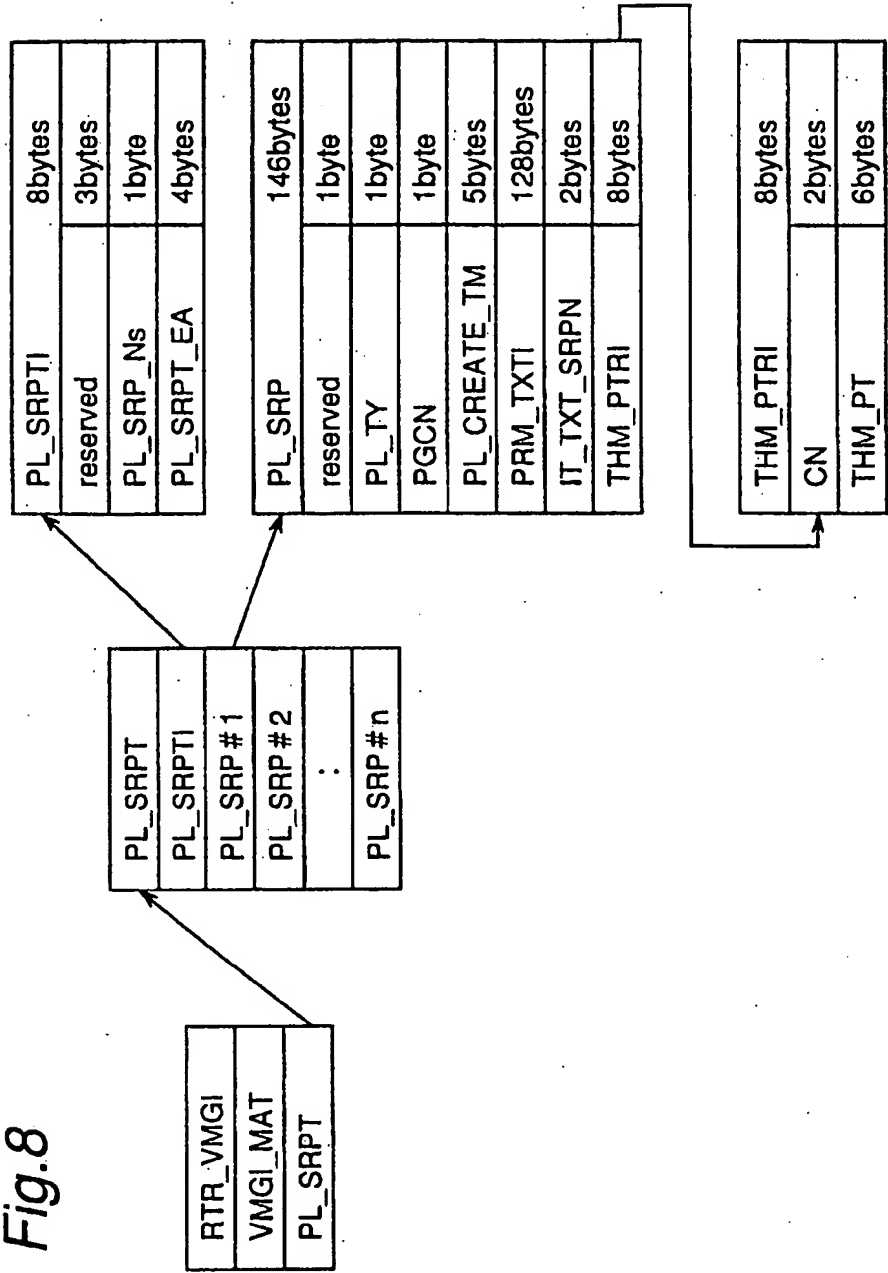 Fig.8
RTR_VMGI
VMGI_MAT
PL_SRPT
PL_SRPT
PL_SRPTI
PL_SRP#1
PL_SRP#2
:
PL_SRP#n
PL_SRPTI 8bytes
reserved 3bytes
PL_SRP_Ns 1byte
PL_SRPT_EA 4bytes
PL_SRP 146bytes
reserved 1byte
PL_TY 1byte
PGCN 1byte
PL_CREATE_TM 5bytes
PRM_TXTI 128bytes
IT_TXT_SRPN 2bytes
THM_PTRI 8bytes
THM_PTRI 8bytes
CN 2bytes
THM_PT 6bytes